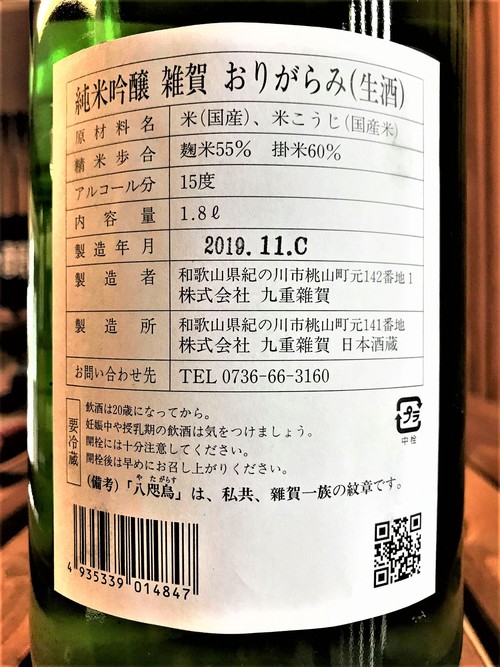 純米吟醸 雑賀 おりがらみ(生酒)
原材料名 米(国産)、米こうじ(国産米)
精米歩合 麹米55% 掛米60%
アルコール分 15度
内容量 1.8ℓ
製造年月 2019.11.C
製造者 和歌山県紀の川市桃山町元142番地1
株式会社 九重雜賀
製造所 和歌山県紀の川市桃山町元141番地
株式会社 九重雜賀 日本酒蔵
お問い合わせ先 TEL 0736-66-3160
要冷蔵
飲酒は20歳になってから。
妊娠中や授乳期の飲酒は気をつけましょう。
開栓には十分注意してください。
開栓後は早めにお召し上がりください。
(備考)「八咫烏」は、私共、雜賀一族の紋章です。
やたがらす
プラ
中栓
4 935339 014847